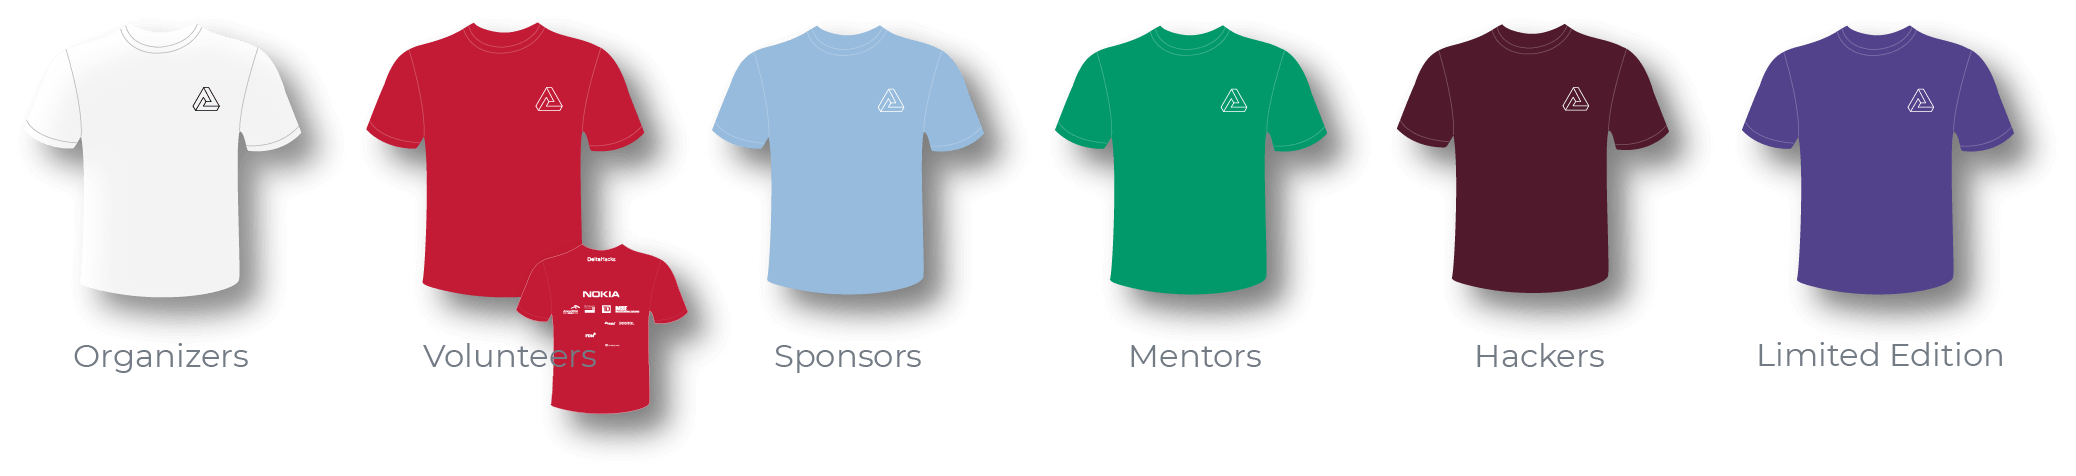 DeltaHacks
NOKIA
Organizers
Volunteers
Sponsors
Mentors
Hackers
Limited Edition